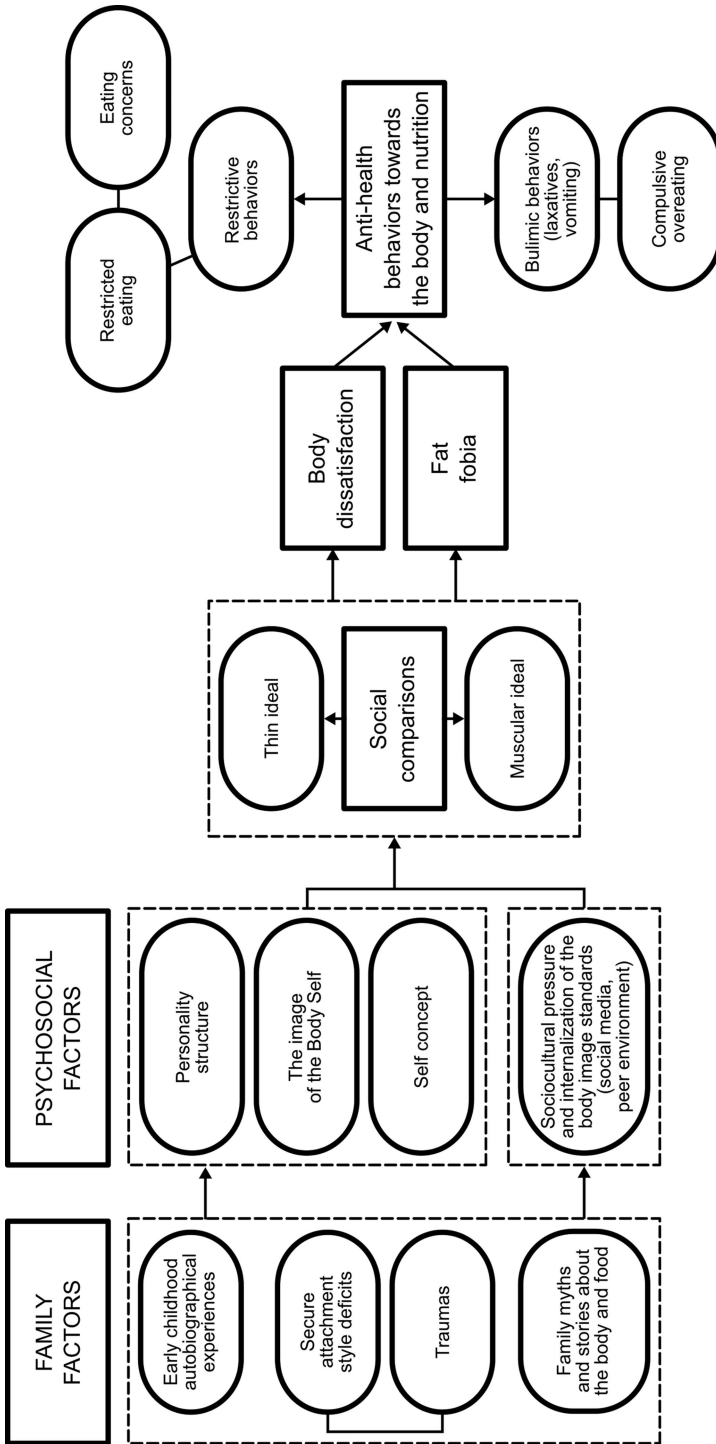 FAMILY
FACTORS
Early childhood
autobiographical
experiences
Secure
attachment
style deficits
Traumas
Family myths
and stories about
the body and food
PSYCHOSOCIAL
FACTORS
Personality
structure
The image
of the Body Self
Self concept
Sociocultural pressure
and internalization of the
body image standards
(social media,
peer environment)
Thin ideal
Social
comparisons
Muscular ideal
Body
dissatisfaction
Fat
fobia
Eating
concerns
Restricted
eating
Restrictive
behaviors
Anti-health
behaviors towards
the body and nutrition
Bulimic behaviors
(laxatives,
vomiting)
Compulsive
overeating